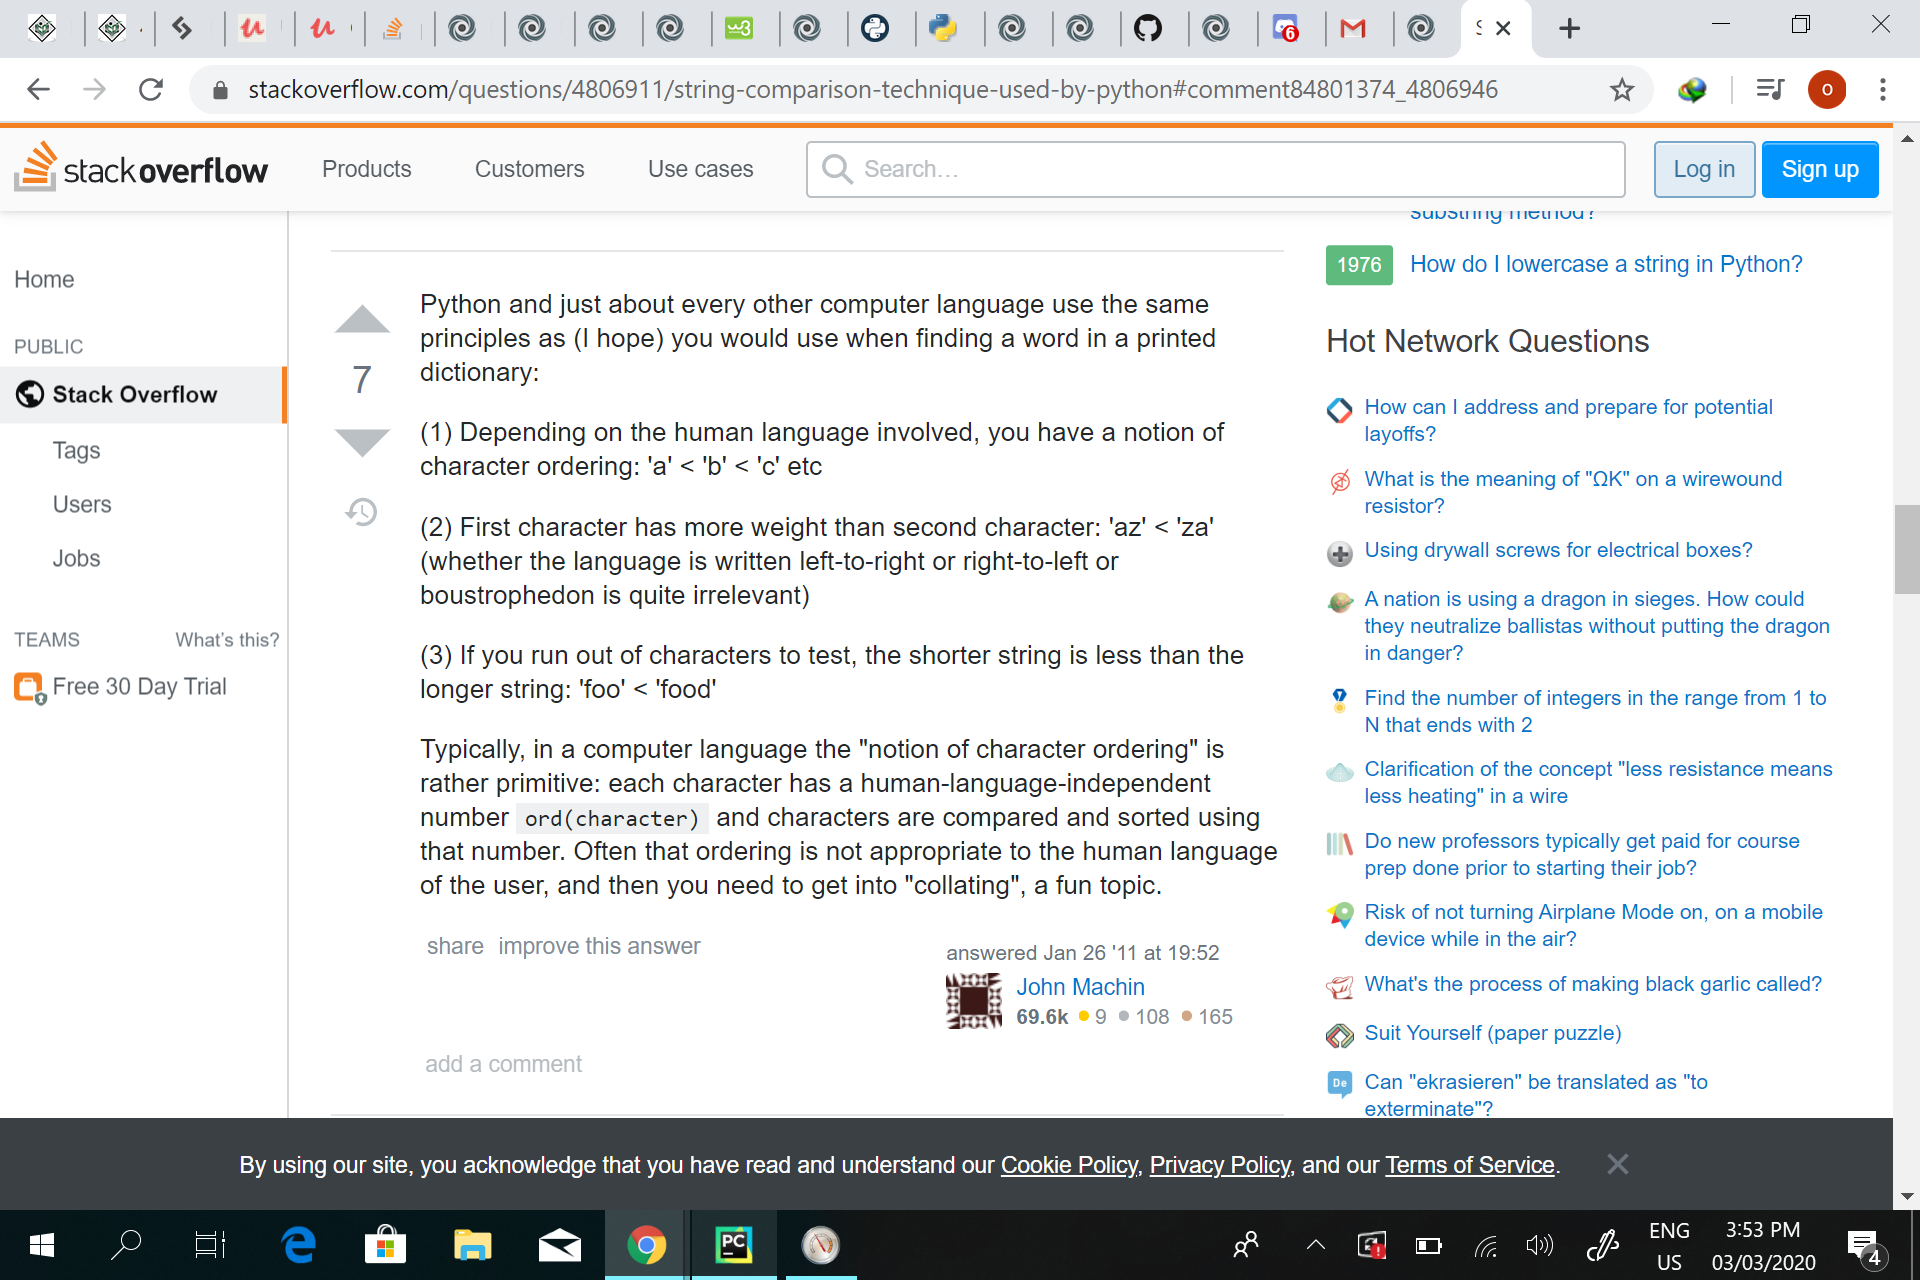 S
stackoverflow.com/questions/4806911/string-comparison-technique-used-by-python#comment84801374_4806946
O
stackoverflow
Products
Customers
Use cases
Search…
Log in
Sign up
Home
PUBLIC
Stack Overflow
Tags
Users
Jobs
TEAMS
What's this?
Free 30 Day Trial
7
Python and just about every other computer language use the same
principles as (I hope) you would use when finding a word in a printed
dictionary:
(1) Depending on the human language involved, you have a notion of
character ordering: 'a' < 'b' < 'c' etc
(2) First character has more weight than second character: 'az' < 'za'
(whether the language is written left-to-right or right-to-left or
boustrophedon is quite irrelevant)
(3) If you run out of characters to test, the shorter string is less than the
longer string: 'foo' < 'food'
Typically, in a computer language the "notion of character ordering" is
rather primitive: each character has a human-language-independent
number ord(character) and characters are compared and sorted using
that number. Often that ordering is not appropriate to the human language
of the user, and then you need to get into "collating", a fun topic.
share improve this answer
answered Jan 26 '11 at 19:52
John Machin
69.6k 9 108 165
add a comment
substring method?
1976 How do I lowercase a string in Python?
Hot Network Questions
How can I address and prepare for potential
layoffs?
What is the meaning of "ΩK" on a wirewound
resistor?
Using drywall screws for electrical boxes?
A nation is using a dragon in sieges. How could
they neutralize ballistas without putting the dragon
in danger?
Find the number of integers in the range from 1 to
N that ends with 2
Clarification of the concept "less resistance means
less heating" in a wire
Do new professors typically get paid for course
prep done prior to starting their job?
Risk of not turning Airplane Mode on, on a mobile
device while in the air?
What's the process of making black garlic called?
Suit Yourself (paper puzzle)
De
Can "ekrasieren" be translated as "to
exterminate"?
By using our site, you acknowledge that you have read and understand our Cookie Policy, Privacy Policy, and our Terms of Service.
PC
ENG
US
3:53 PM
03/03/2020
4